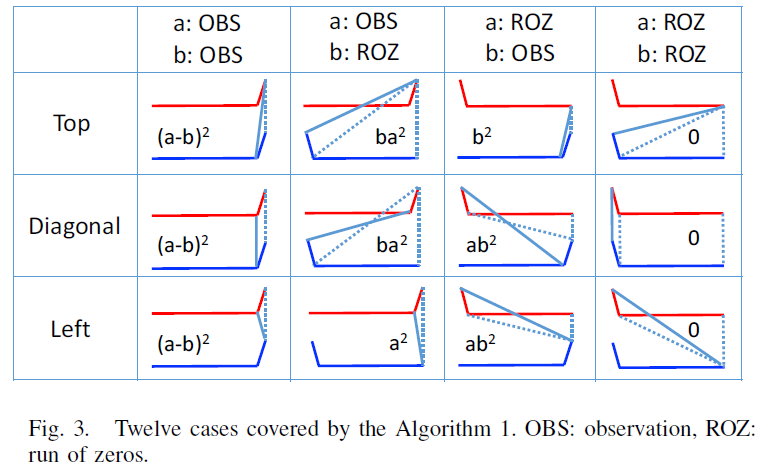 a: OBS a: OBS a: ROZ a: ROZ
b: OBS b: ROZ b: OBS b: ROZ
Top (a-b)² ba² b² 0
Diagonal (a-b)² ba² ab² 0
Left (a-b)² a² ab² 0
Fig. 3. Twelve cases covered by the Algorithm 1. OBS: observation, ROZ:
run of zeros.